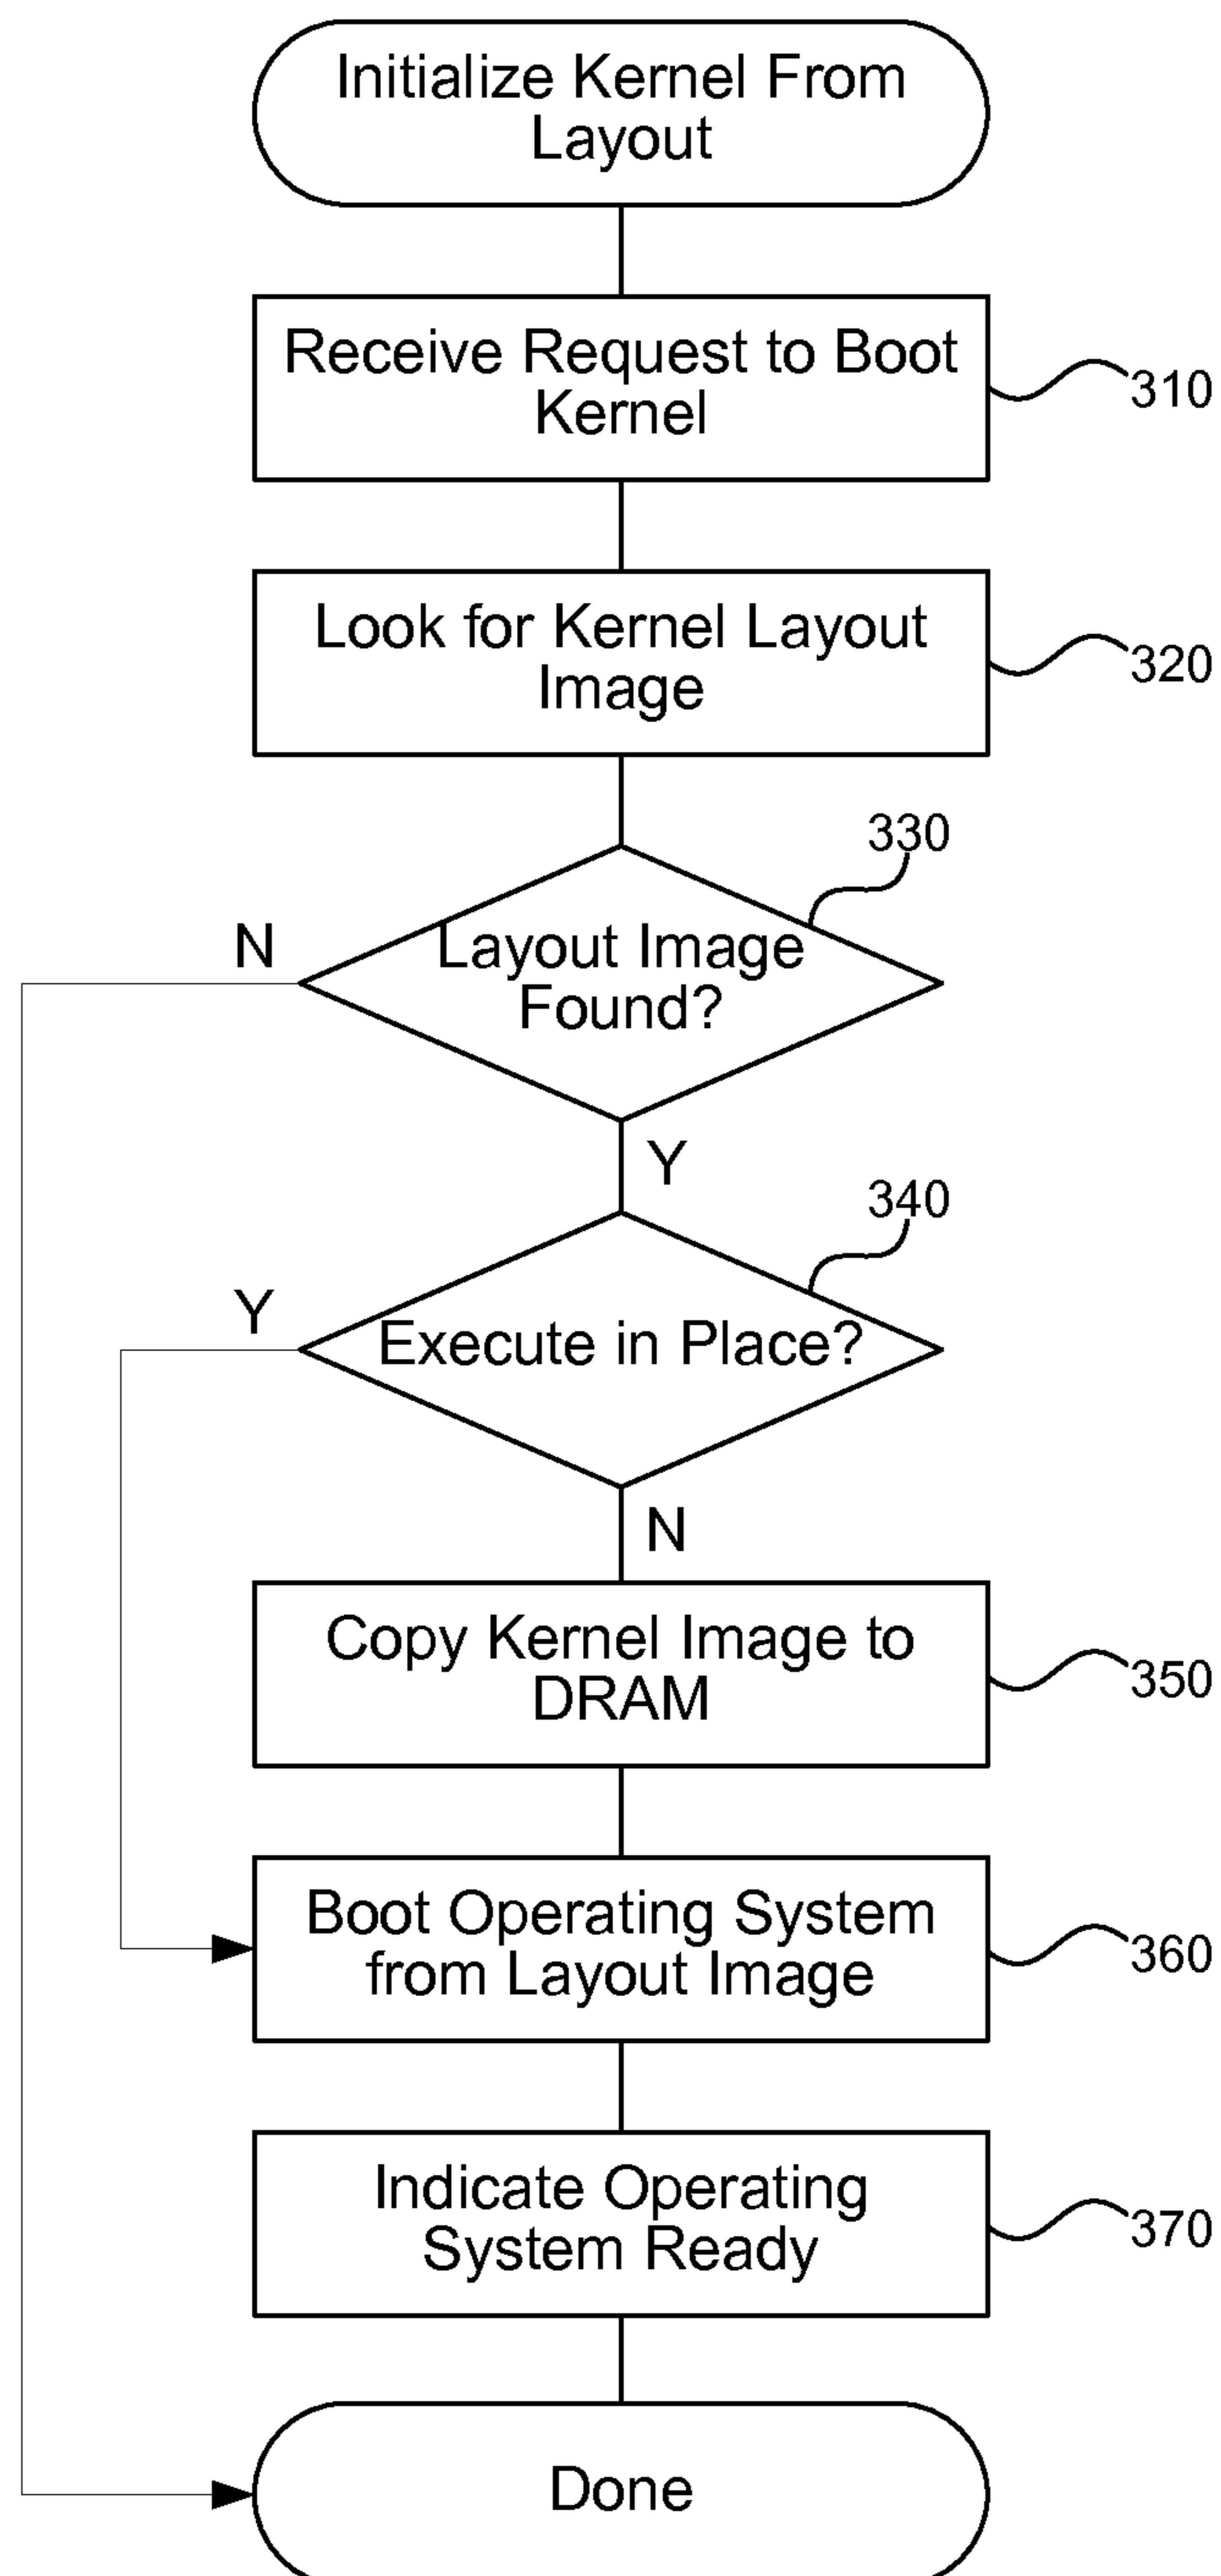 Initialize Kernel From
Layout
Receive Request to Boot
Kernel
310
Look for Kernel Layout
Image
320
330
N
Layout Image
Found?
Y
340
Y
Execute in Place?
N
Copy Kernel Image to
DRAM
350
Boot Operating System
from Layout Image
360
Indicate Operating
System Ready
370
Done